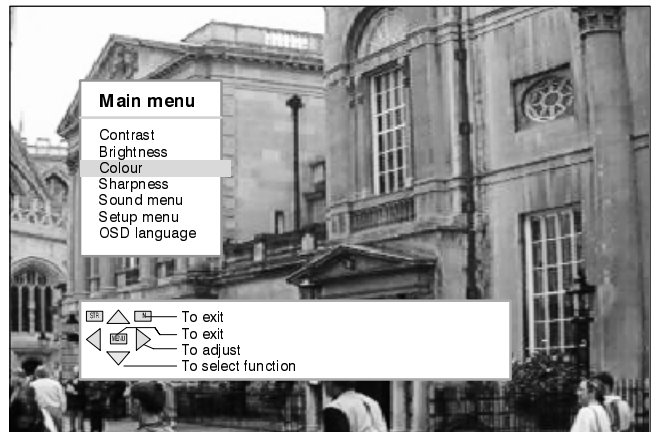 Main menu
Contrast
Brightness
Colour
Sharpness
Sound menu
Setup menu
OSD language
STR N To exit
MENU To exit
To adjust
To select function